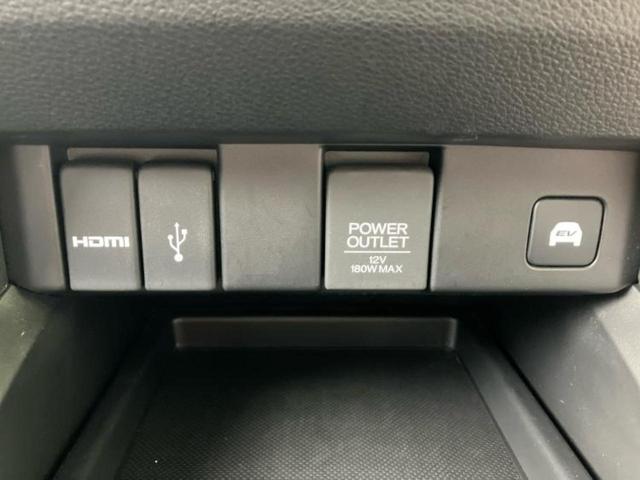 HDMI
POWER
OUTLET
12V
180W MAX
EV